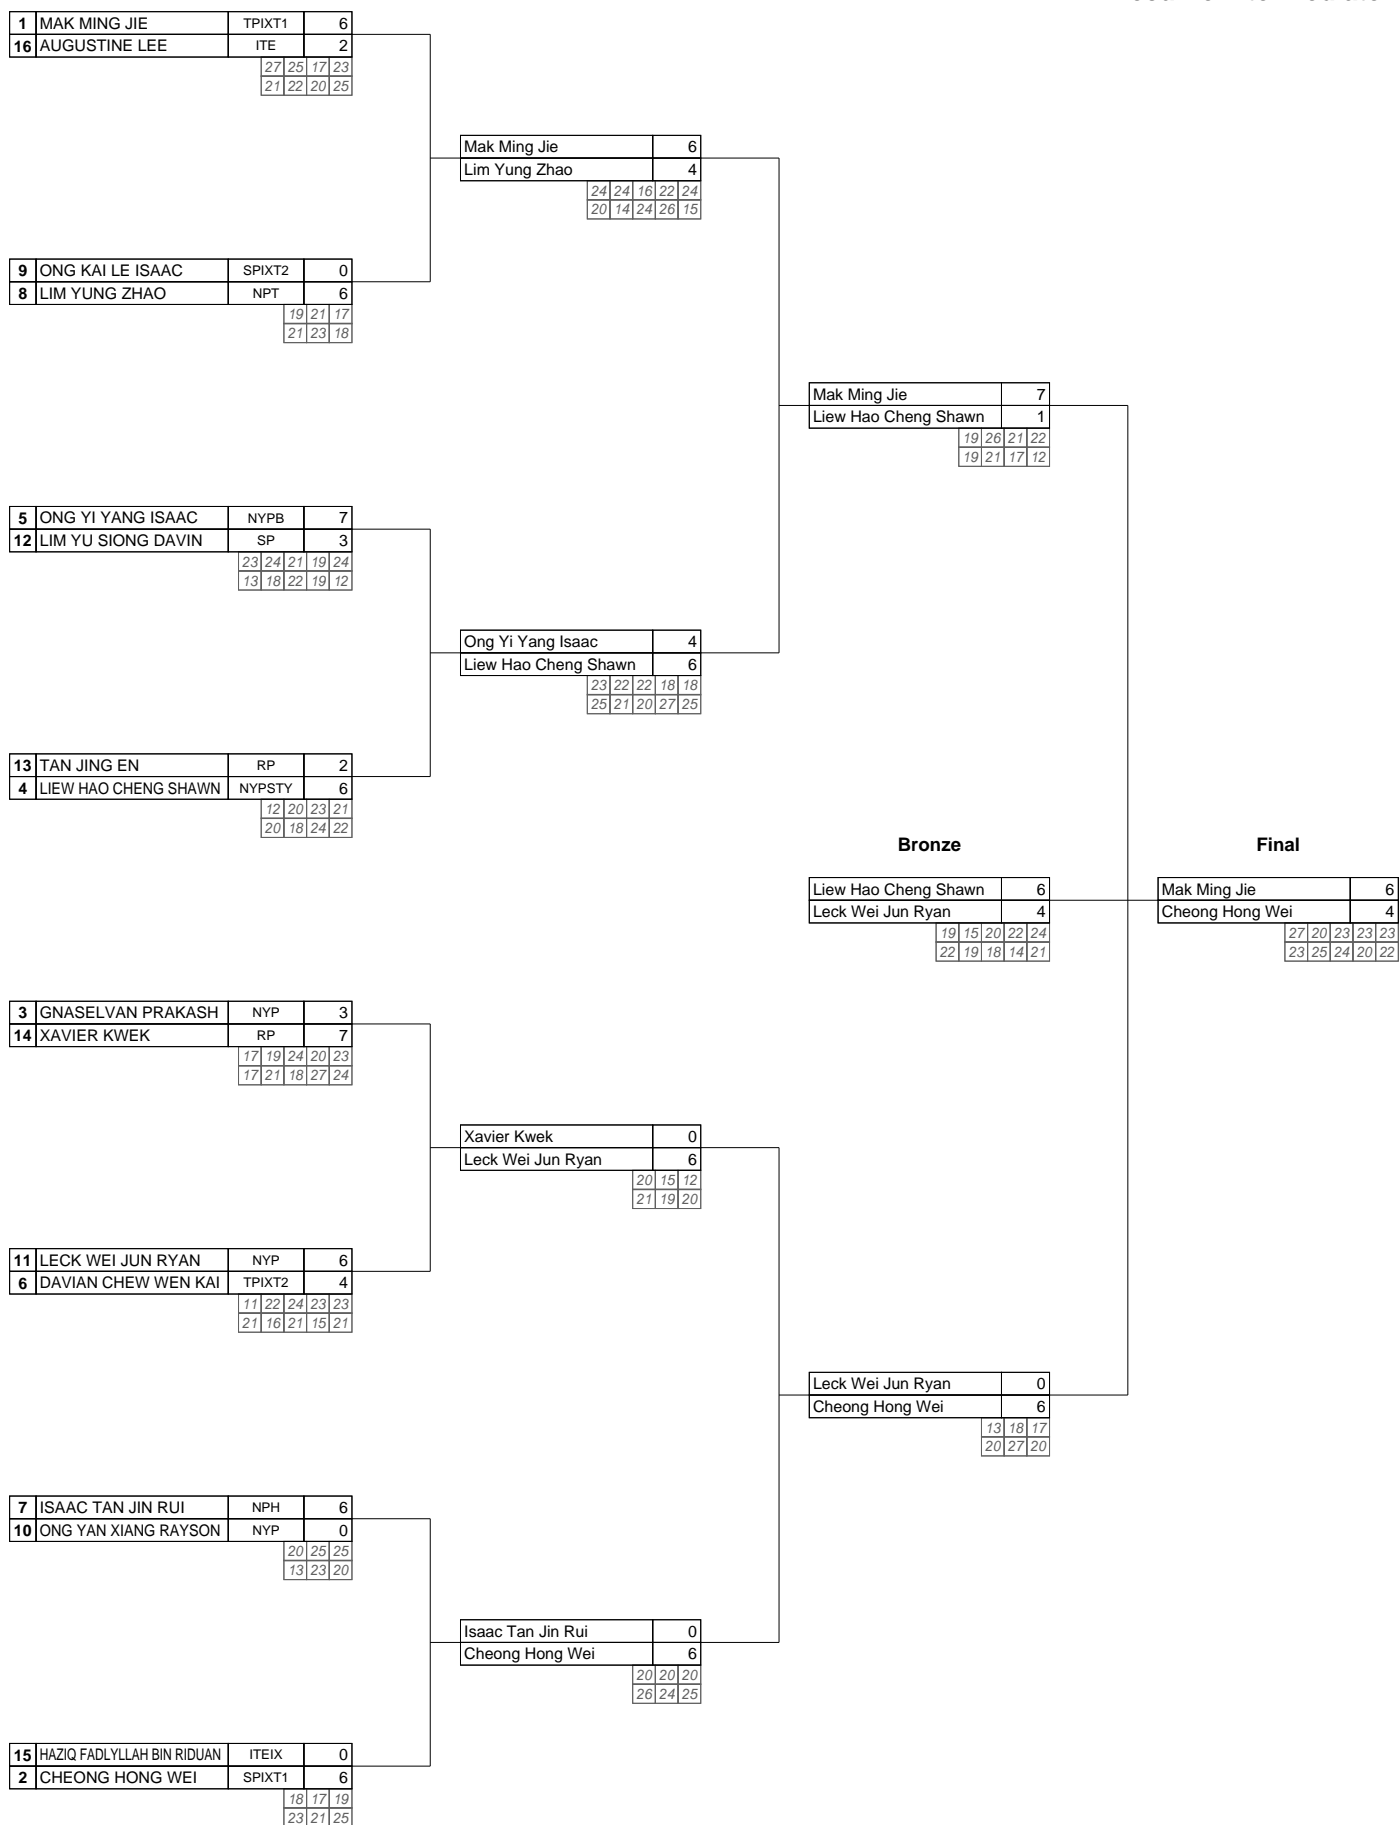 1 MAK MING JIE TPIXT1 6
16 AUGUSTINE LEE ITE 2
27 25 17 23
21 22 20 25
Mak Ming Jie 6
Lim Yung Zhao 4
24 24 16 22 24
20 14 24 26 15
9 ONG KAI LE ISAAC SPIXT2 0
8 LIM YUNG ZHAO NPT 6
19 21 17
21 23 18
Mak Ming Jie 7
Liew Hao Cheng Shawn 1
19 26 21 22
19 21 17 12
5 ONG YI YANG ISAAC NYPB 7
12 LIM YU SIONG DAVIN SP 3
23 24 21 19 24
13 18 22 19 12
Ong Yi Yang Isaac 4
Liew Hao Cheng Shawn 6
23 22 22 18 18
25 21 20 27 25
13 TAN JING EN RP 2
4 LIEW HAO CHENG SHAWN NYPSTY 6
12 20 23 21
20 18 24 22
Bronze Final
Liew Hao Cheng Shawn 6 Mak Ming Jie 6
Leck Wei Jun Ryan 4 Cheong Hong Wei 4
19 15 20 22 24 27 20 23 23 23
22 19 18 14 21 23 25 24 20 22
3 GNASELVAN PRAKASH NYP 3
14 XAVIER KWEK RP 7
17 19 24 20 23
17 21 18 27 24
Xavier Kwek 0
Leck Wei Jun Ryan 6
20 15 12
21 19 20
11 LECK WEI JUN RYAN NYP 6
6 DAVIAN CHEW WEN KAI TPIXT2 4
11 22 24 23 23
21 16 21 15 21
Leck Wei Jun Ryan 0
Cheong Hong Wei 6
13 18 17
20 27 20
7 ISAAC TAN JIN RUI NPH 6
10 ONG YAN XIANG RAYSON NYP 0
20 25 25
13 23 20
Isaac Tan Jin Rui 0
Cheong Hong Wei 6
20 20 20
26 24 25
15 HAZIQ FADLYLLAH BIN RIDUAN ITEIX 0
2 CHEONG HONG WEI SPIXT1 6
18 17 19
23 21 25